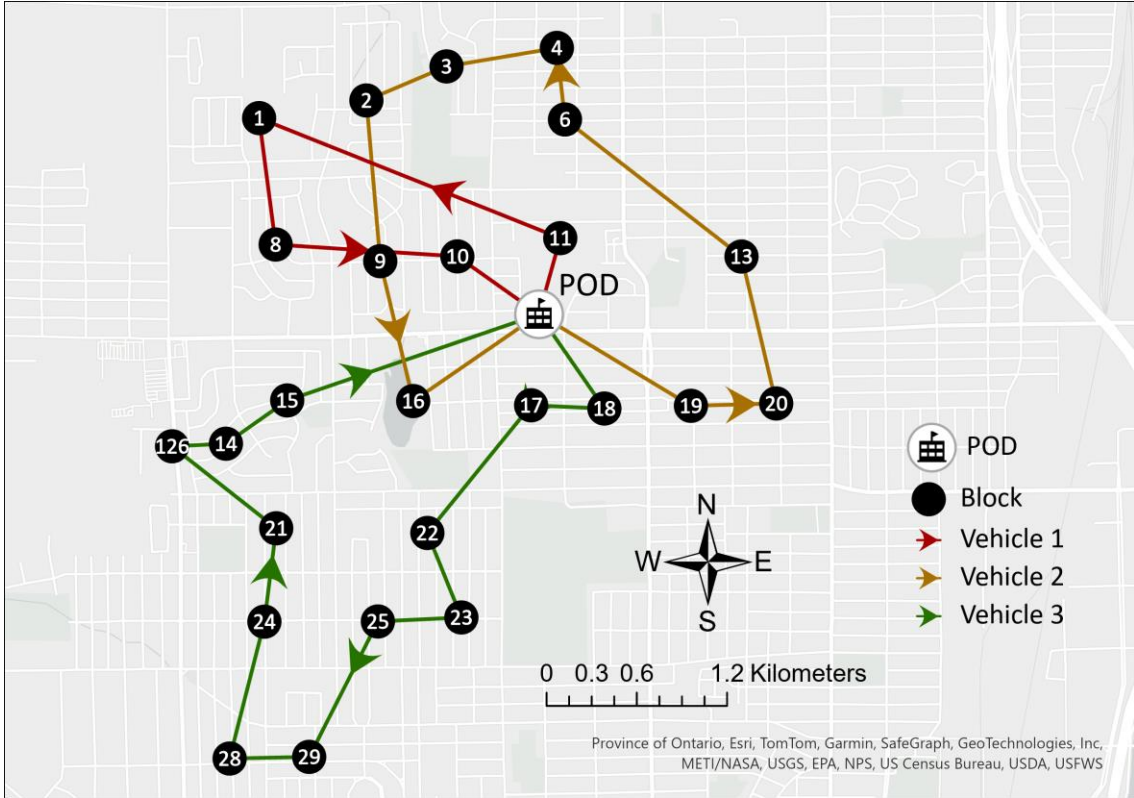 4
3
2
1
6
11
8
9
10
13
POD
15
16
17
18
19
20
126
14
21
22
24
25
23
28
29
POD
Block
Vehicle 1
Vehicle 2
Vehicle 3
N
W E
S
0 0.3 0.6 1.2 Kilometers
Province of Ontario, Esri, TomTom, Garmin, SafeGraph, GeoTechnologies, Inc,
METI/NASA, USGS, EPA, NPS, US Census Bureau, USDA, USFWS